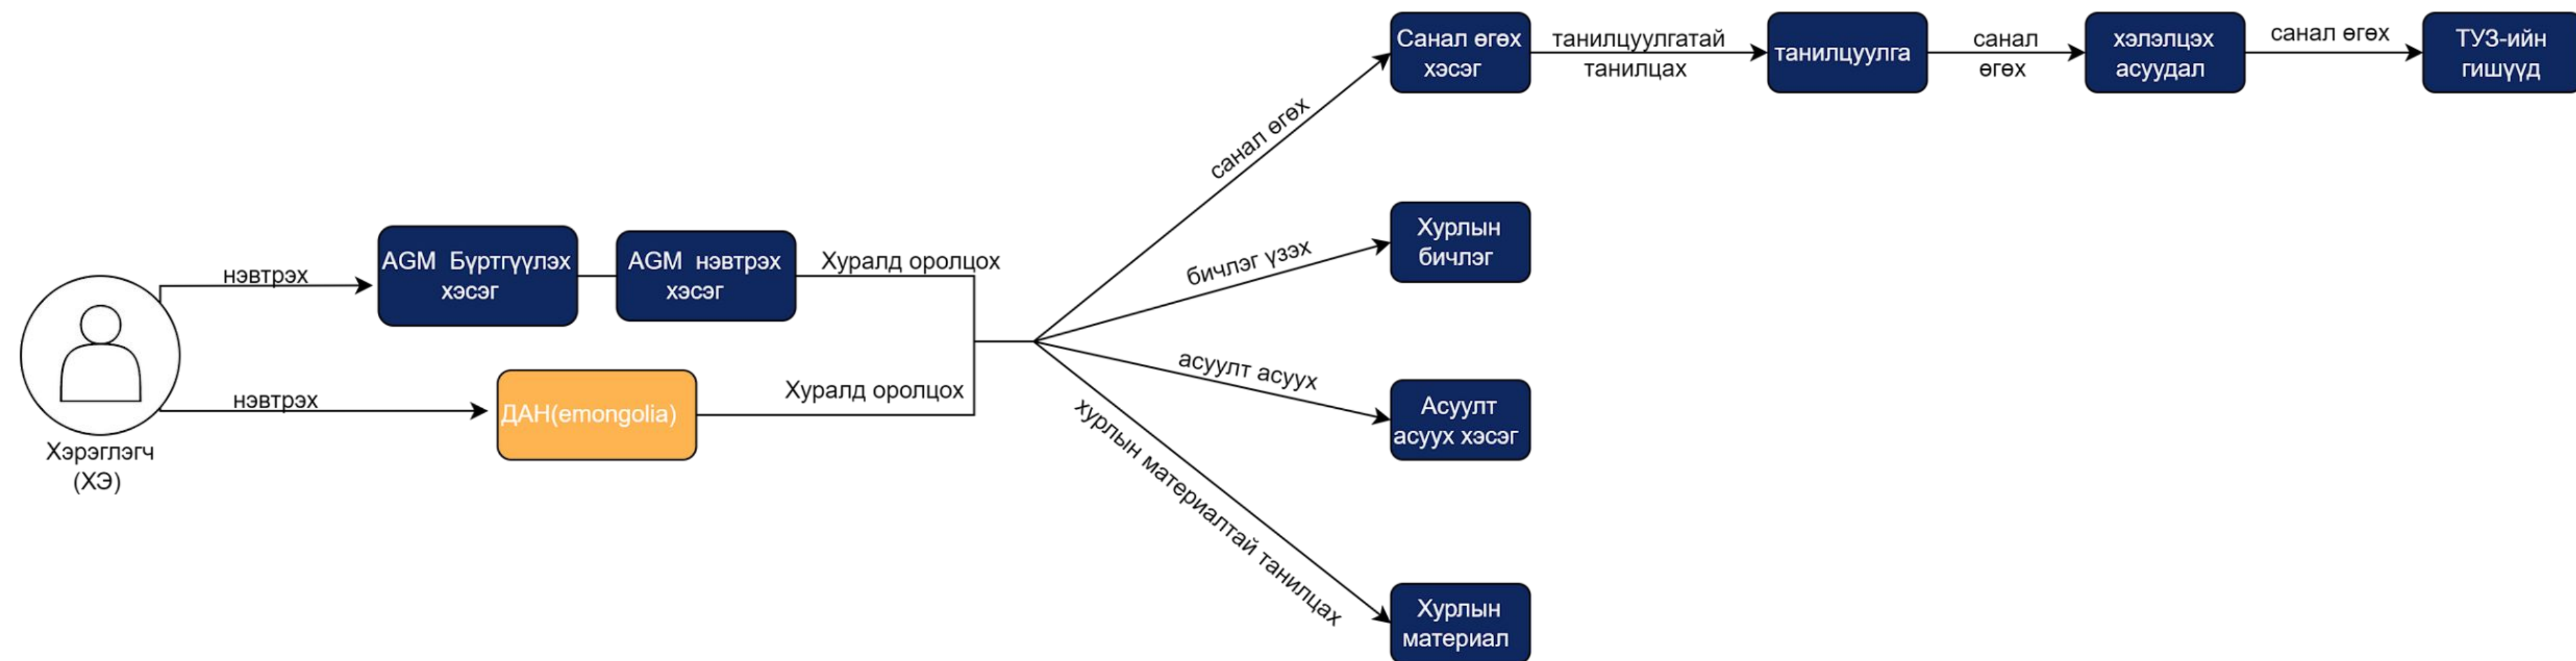 Санал өгөх
хэсэг
танилцуулгатай
танилцах
танилцуулга
санал
өгөх
хэлэлцэх
асуудал
санал өгөх
ТУЗ-ийн
гишүүд
санал өгөх
Хурлын
бичлэг
бичлэг үзэх
AGM Бүртгүүлэх
хэсэг
AGM нэвтрэх
хэсэг
Хуралд оролцох
нэвтрэх
нэвтрэх
ДАН(emongolia)
Хуралд оролцох
Хэрэглэгч
(ХЭ)
асуулт асуух
Асуулт
асуух хэсэг
хурлын материалтай танилцах
Хурлын
материал